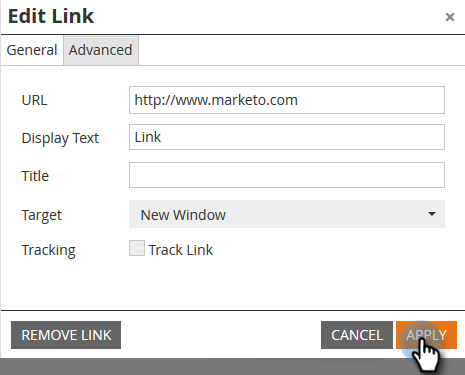 Edit Link ×
General Advanced
URL http://www.marketo.com
Display Text Link
Title
Target New Window
Tracking Track Link
REMOVE LINK CANCEL APPLY